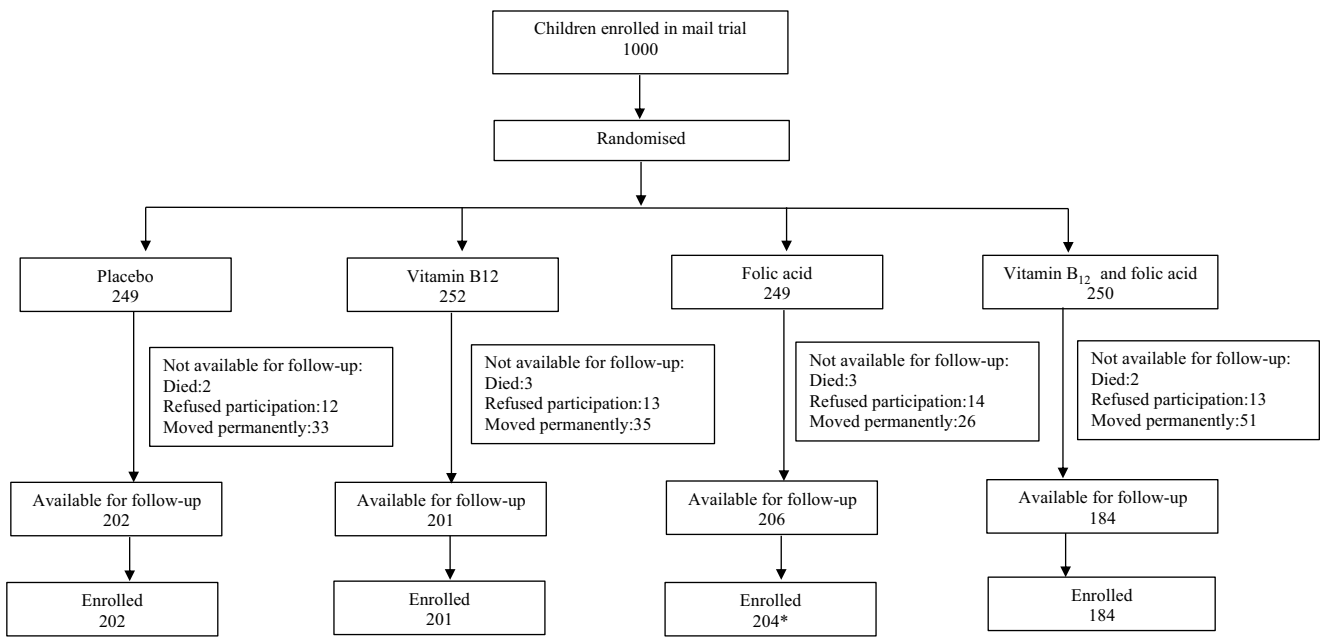 Children enrolled in mail trial
1000
Randomised
Placebo
249
Vitamin B12
252
Folic acid
249
Vitamin B₁₂ and folic acid
250
Not available for follow-up:
Died:2
Refused participation:12
Moved permanently:33
Not available for follow-up:
Died:3
Refused participation:13
Moved permanently:35
Not available for follow-up:
Died:3
Refused participation:14
Moved permanently:26
Not available for follow-up:
Died:2
Refused participation:13
Moved permanently:51
Available for follow-up
202
Available for follow-up
201
Available for follow-up
206
Available for follow-up
184
Enrolled
202
Enrolled
201
Enrolled
204*
Enrolled
184